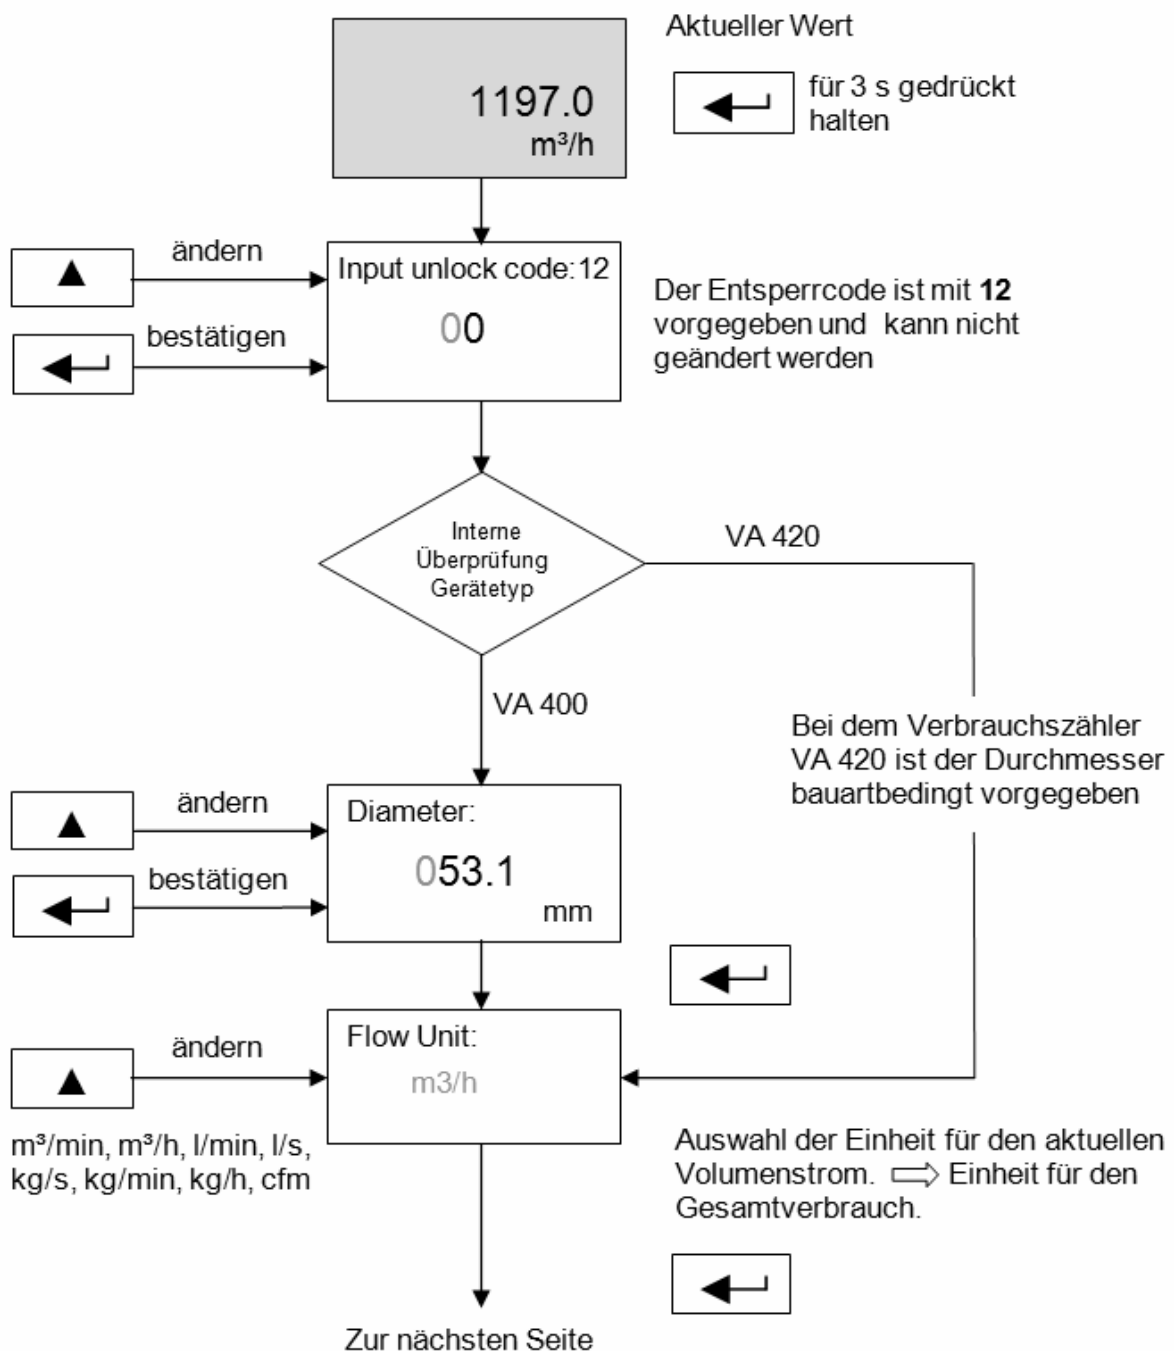 Aktueller Wert
1197.0
m³/h
für 3 s gedrückt
halten
ändern
bestätigen
Input unlock code:12
00
Der Entsperrcode ist mit 12
vorgegeben und kann nicht
geändert werden
Interne
Überprüfung
Gerätetyp
VA 420
VA 400
Bei dem Verbrauchszähler
VA 420 ist der Durchmesser
bauartbedingt vorgegeben
ändern
bestätigen
Diameter:
053.1
mm
ändern
Flow Unit:
m3/h
m³/min, m³/h, l/min, l/s,
kg/s, kg/min, kg/h, cfm
Auswahl der Einheit für den aktuellen
Volumenstrom. ⇨ Einheit für den
Gesamtverbrauch.
Zur nächsten Seite